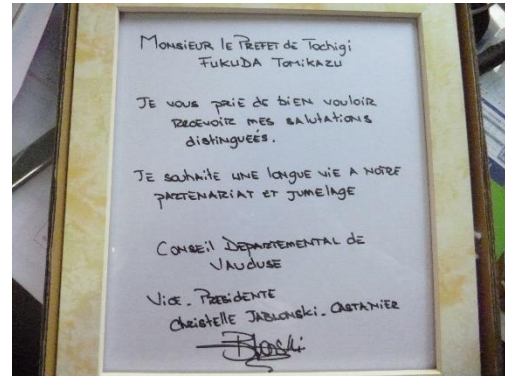 Monsieur le Prefet de Tochigi
FUKUDA Tomikazu
Je vous prie de bien vouloir
recevoir mes salutations
distinguées.
Je souhaite une longue vie a notre
partenariat et jumelage
Conseil Departemental de
Vaucluse
Vice-Presidente
Christelle JABLONSKI-CASTANIER